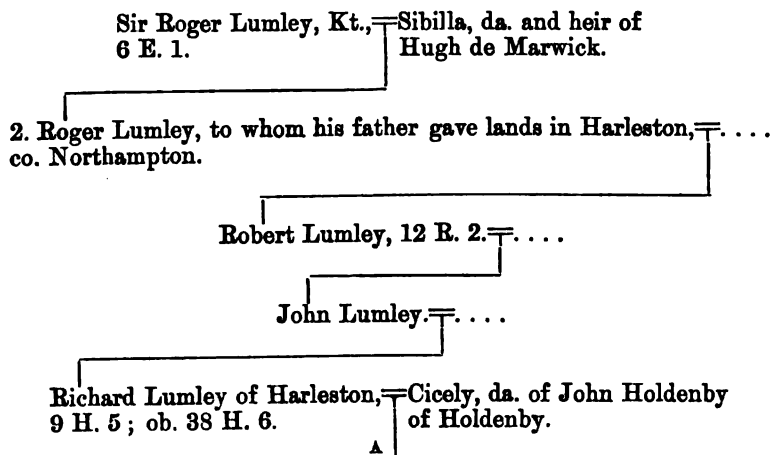 Sir Roger Lumley, Kt., Sibilla, da. and heir of
6 E. 1. Hugh de Marwick.
2. Roger Lumley, to whom his father gave lands in Harleston, . . . .
co. Northampton.
Robert Lumley, 12 R. 2. . . . .
John Lumley. . . . .
Richard Lumley of Harleston, Cicely, da. of John Holdenby
9 H. 5 ; ob. 38 H. 6. of Holdenby.
A